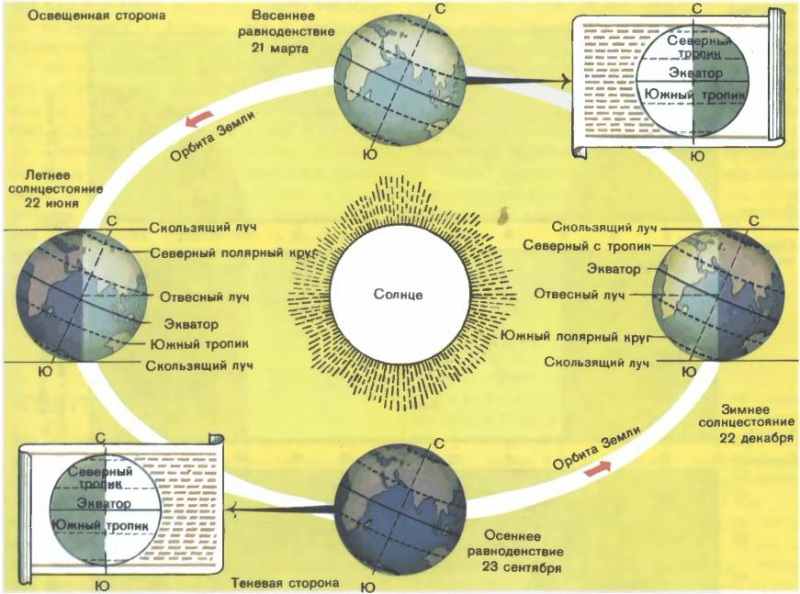 Освещенная сторона
Весеннее
равноденствие
21 марта
С
Ю
С
Северный
тропик
Экватор
Южный тропик
Ю
Орбита Земли
Летнее
солнцестояние
22 июня
С
Скользящий луч
Северный полярный круг
Отвесный луч
Экватор
Южный тропик
Скользящий луч
Ю
Солнце
С
Скользящий луч
Северный с тропик
Экватор
Отвесный луч
Южный полярный круг
Скользящий луч
Ю
Зимнее
солнцестояние
22 декабря
Орбита Земли
С
Северный
тропик
Экватор
Южный тропик
Ю
С
Ю
Осеннее
равноденствие
23 сентября
Теневая сторона